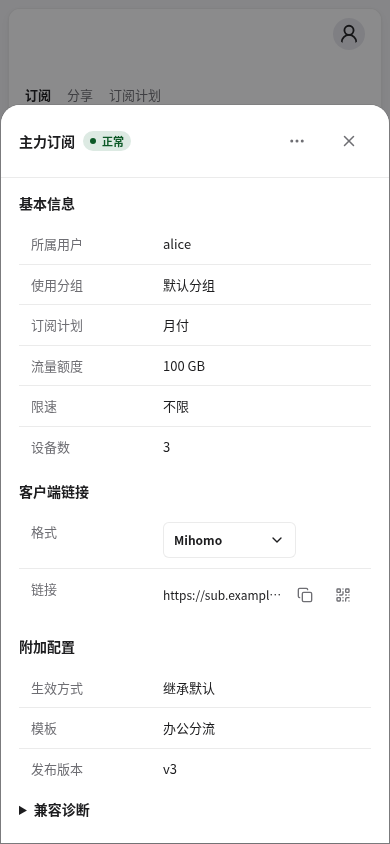 订阅 分享 订阅计划
主力订阅 正常
基本信息
所属用户 alice
使用分组 默认分组
订阅计划 月付
流量额度 100 GB
限速 不限
设备数 3
客户端链接
格式 Mihomo
链接 https://sub.exampl···
附加配置
生效方式 继承默认
模板 办公分流
发布版本 v3
兼容诊断